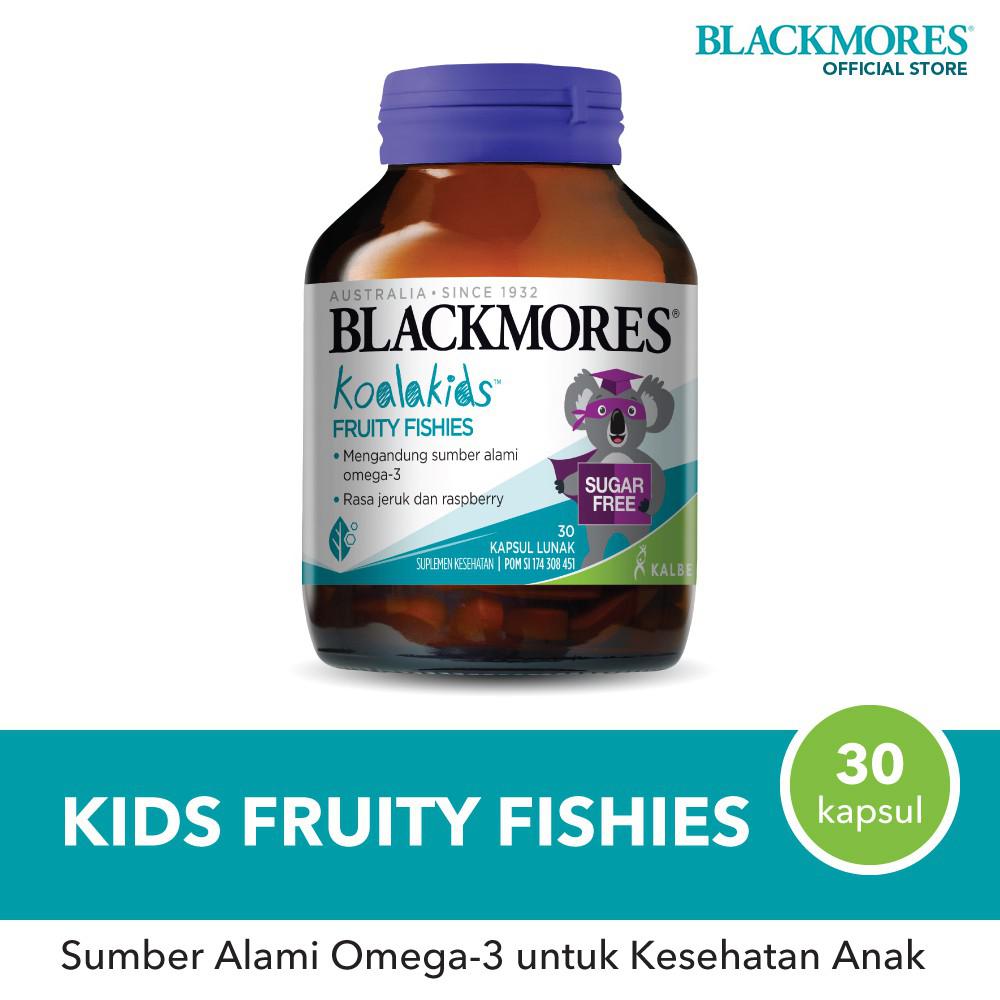 BLACKMORES®
OFFICIAL STORE
AUSTRALIA • SINCE 1932
BLACKMORES®
Koalakids™
FRUITY FISHIES
• Mengandung sumber alami
omega-3
• Rasa jeruk dan raspberry
SUGAR
FREE
30
KAPSUL LUNAK
SUPLEMEN KESEHATAN | POM SI 174 308 451
KALBE
30
kapsul
KIDS FRUITY FISHIES
Sumber Alami Omega-3 untuk Kesehatan Anak